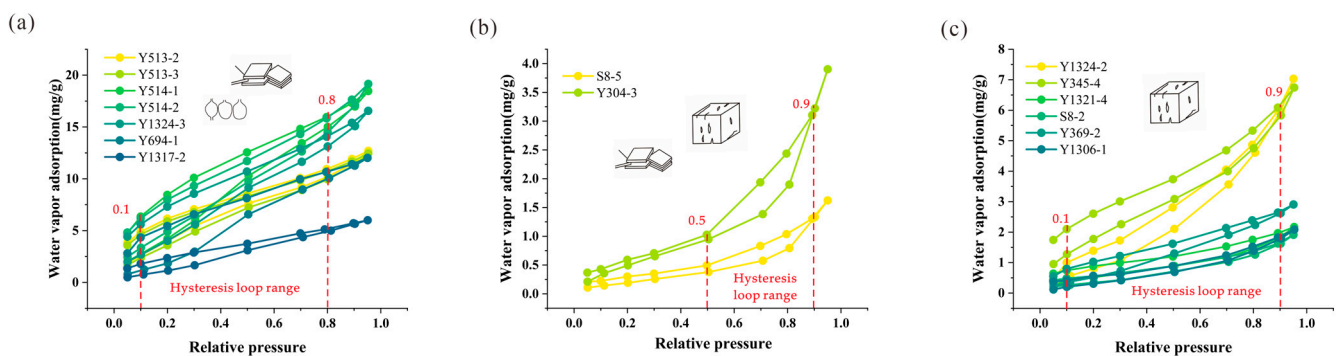 (a)
Water vapor adsorption(mg/g)
20
15
10
5
0
Y513-2
Y513-3
Y514-1
Y514-2
Y1324-3
Y694-1
Y1317-2
0.8
0.1
Hysteresis loop range
0.0 0.2 0.4 0.6 0.8 1.0
Relative pressure
(b)
Water vapor adsorption(mg/g)
4.0
3.5
3.0
2.5
2.0
1.5
1.0
0.5
0.0
S8-5
Y304-3
0.9
0.5
Hysteresis
loop range
0.0 0.2 0.4 0.6 0.8 1.0
Relative pressure
(c)
Water vapor adsorption(mg/g)
8
7
6
5
4
3
2
1
0
Y1324-2
Y345-4
Y1321-4
S8-2
Y369-2
Y1306-1
0.9
0.1
Hysteresis loop range
0.0 0.2 0.4 0.6 0.8 1.0
Relative pressure